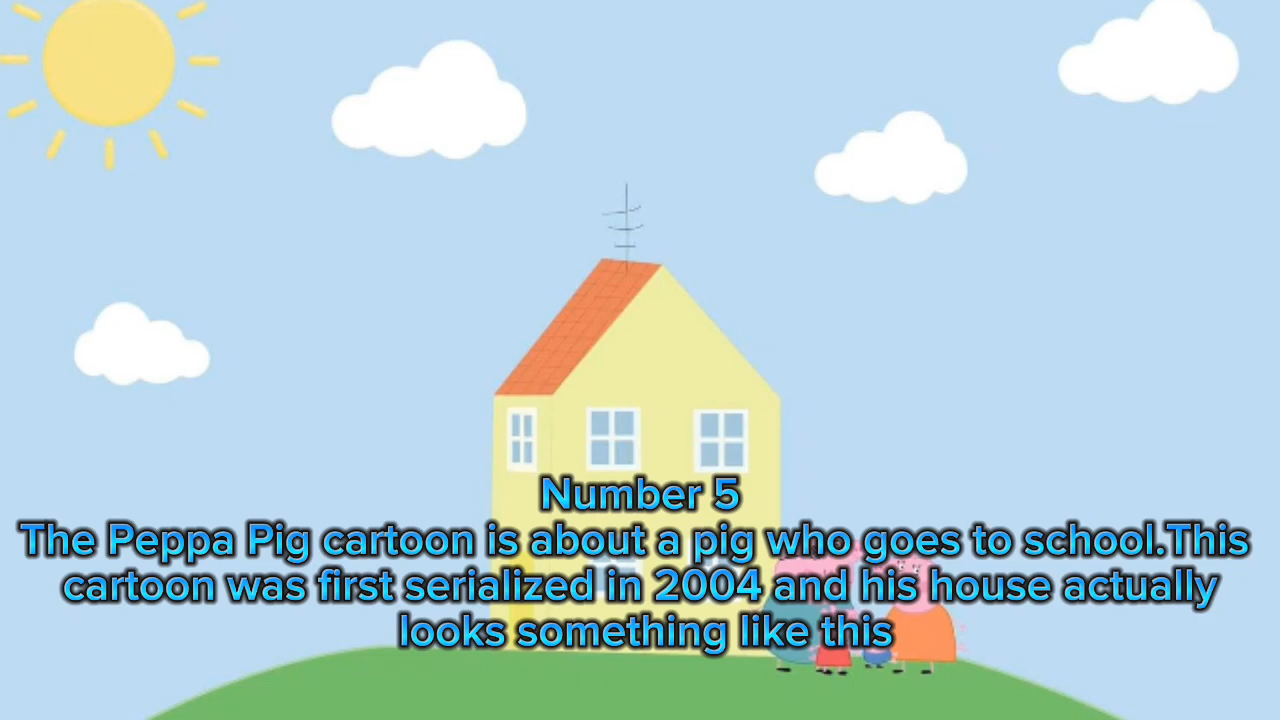 Number 5
The Peppa Pig cartoon is about a pig who goes to school.This
cartoon was first serialized in 2004 and his house actually
looks something like this